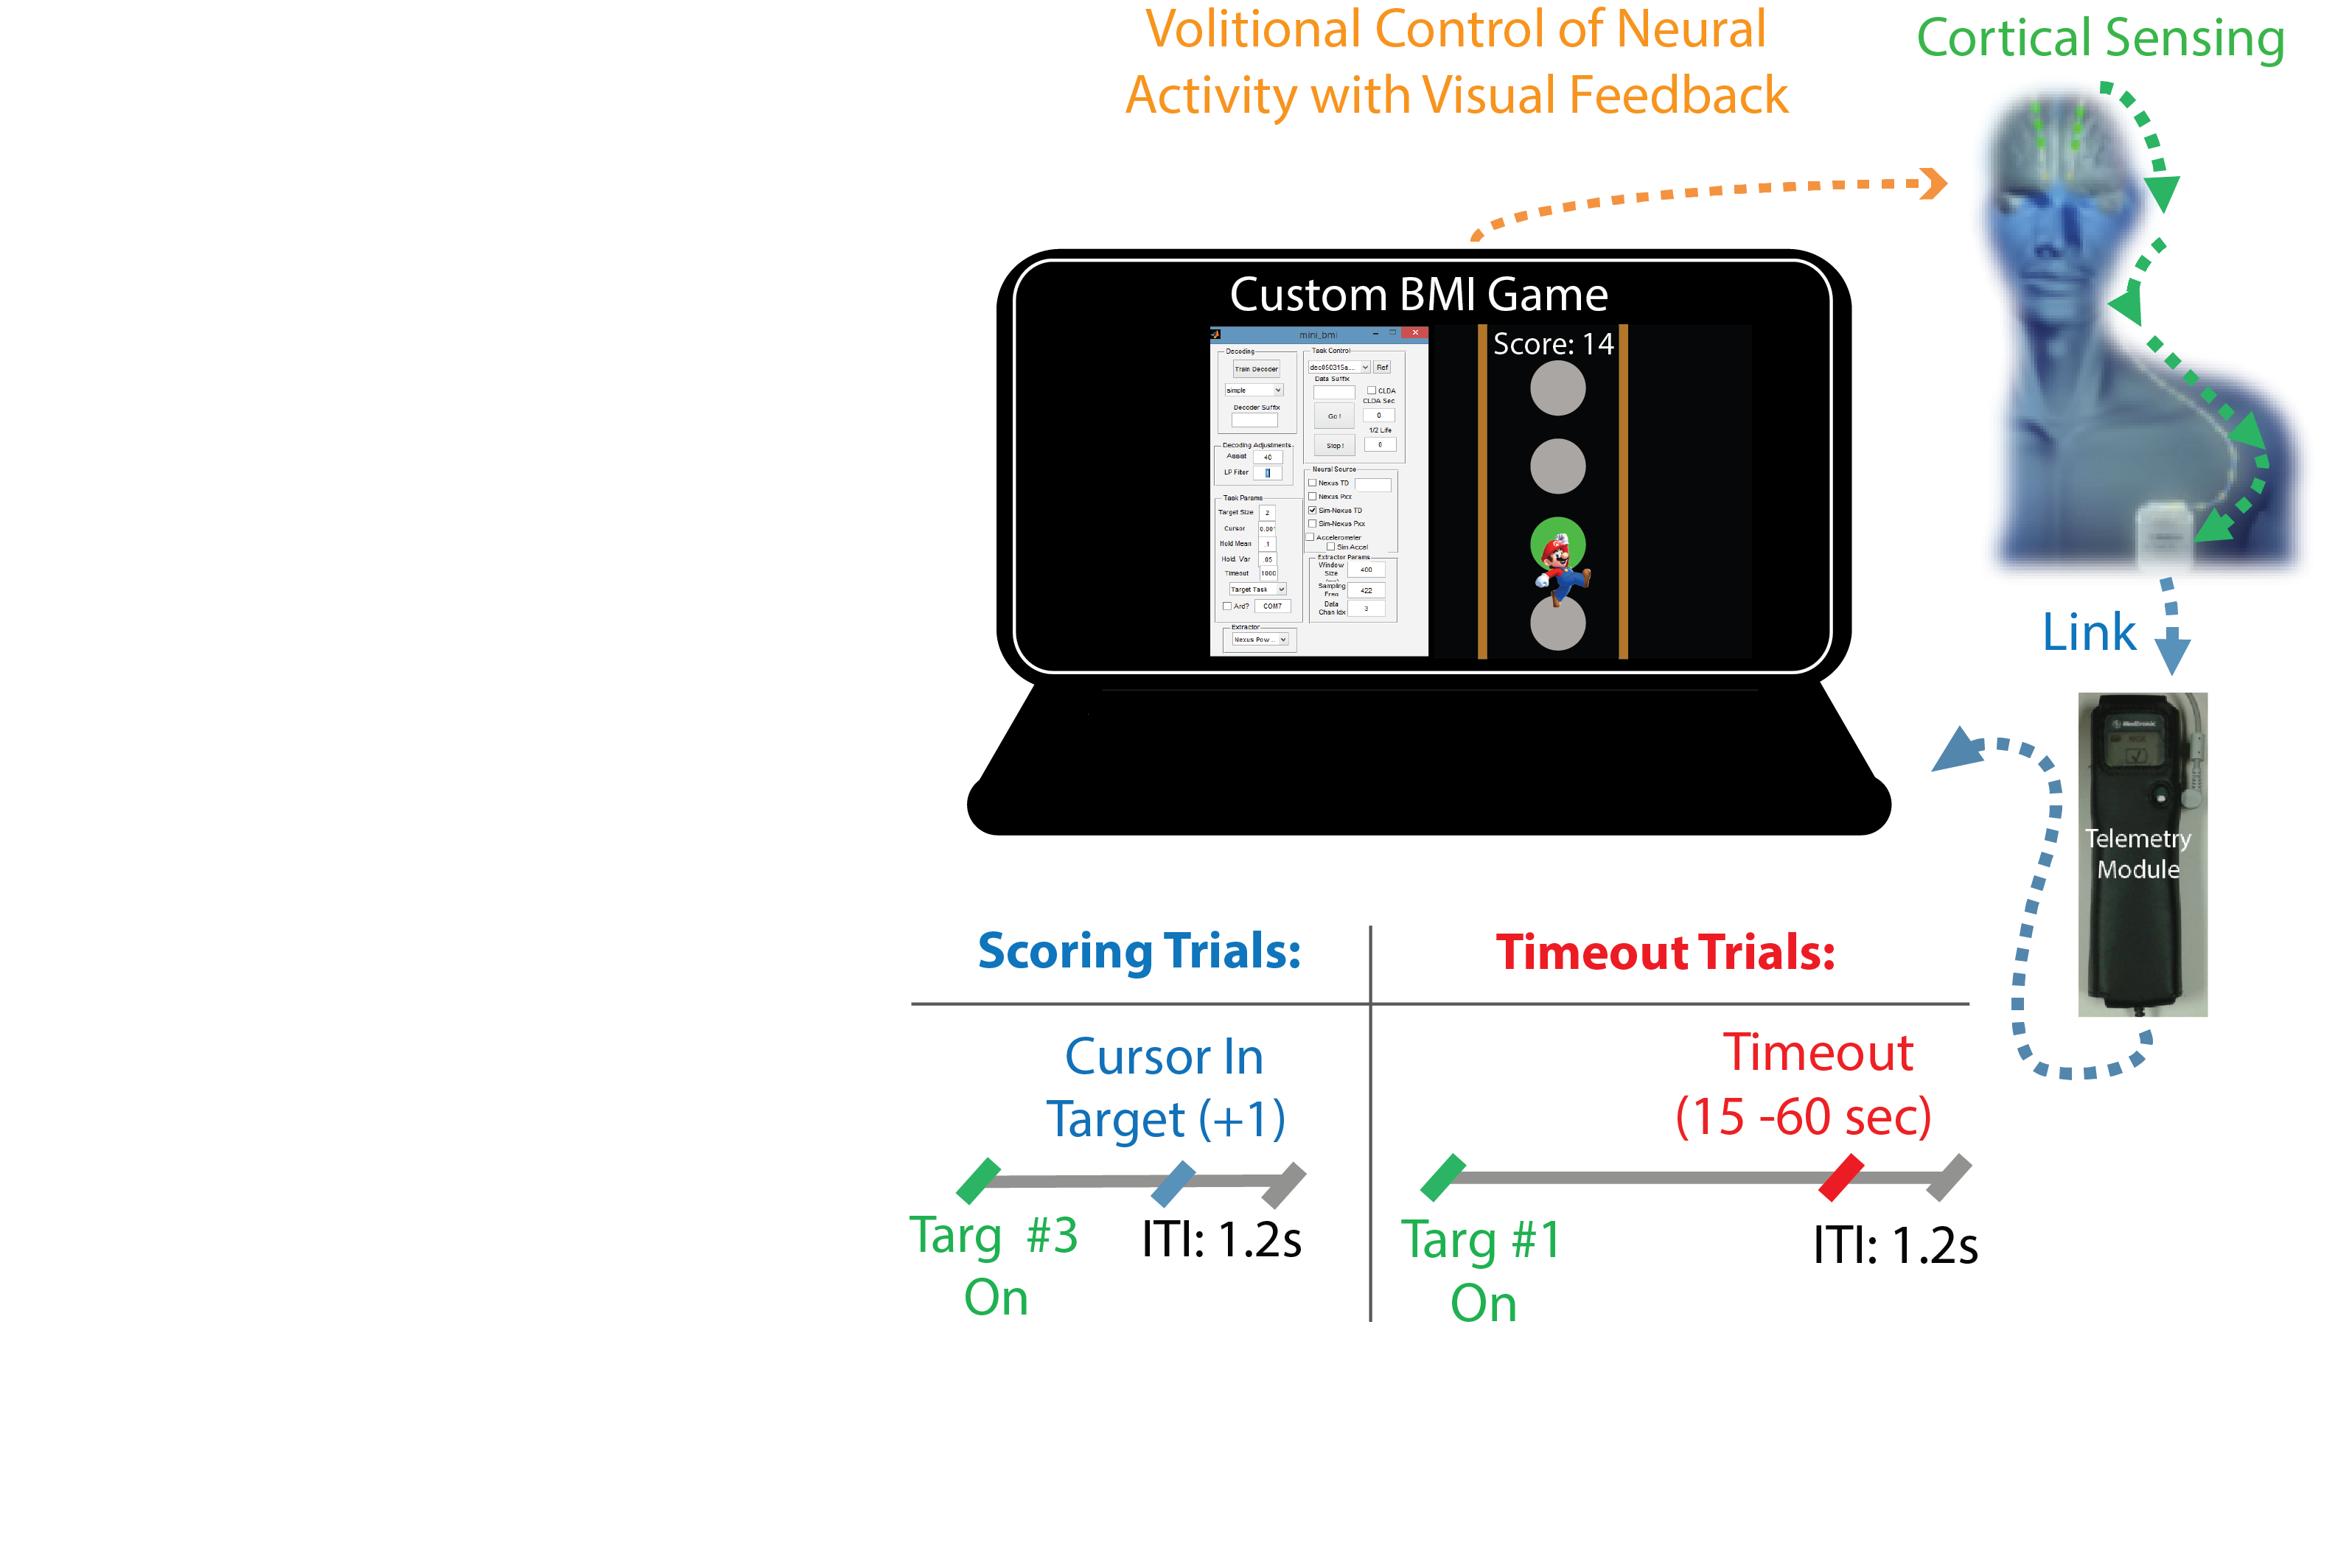 Volitional Control of Neural
Activity with Visual Feedback
Cortical Sensing
Custom BMI Game
mini_bmi
Decoding
Train Decoder
simple
Decoder Suffix
Decoding Adjustments
Assist 40
LP Filter
Task Params
Target Size 2
Cursor 0.001
Hold Mean .1
Hold Var .05
Timeout 1000
Target Task
Ard? COM7
Extractor
Nexus Pow...
Task Control
dec050315a... Ref
Data Suffix
CLDA
CLDA Sec
Go ! 0
1/2 Life
Stop ! 0
Neural Source
Nexus TD
Nexus Pxx
Sim-Nexus TD
Sim-Nexus Pxx
Accelerometer
Sim Accel
Extractor Params
Window
Size 400
Sampling
Freq 422
Data
Chan Idx 3
Score: 14
Link
Medtronic
Telemetry
Module
Scoring Trials:
Cursor In
Target (+1)
Targ #3
On
ITI: 1.2s
Timeout Trials:
Timeout
(15 -60 sec)
Targ #1
On
ITI: 1.2s